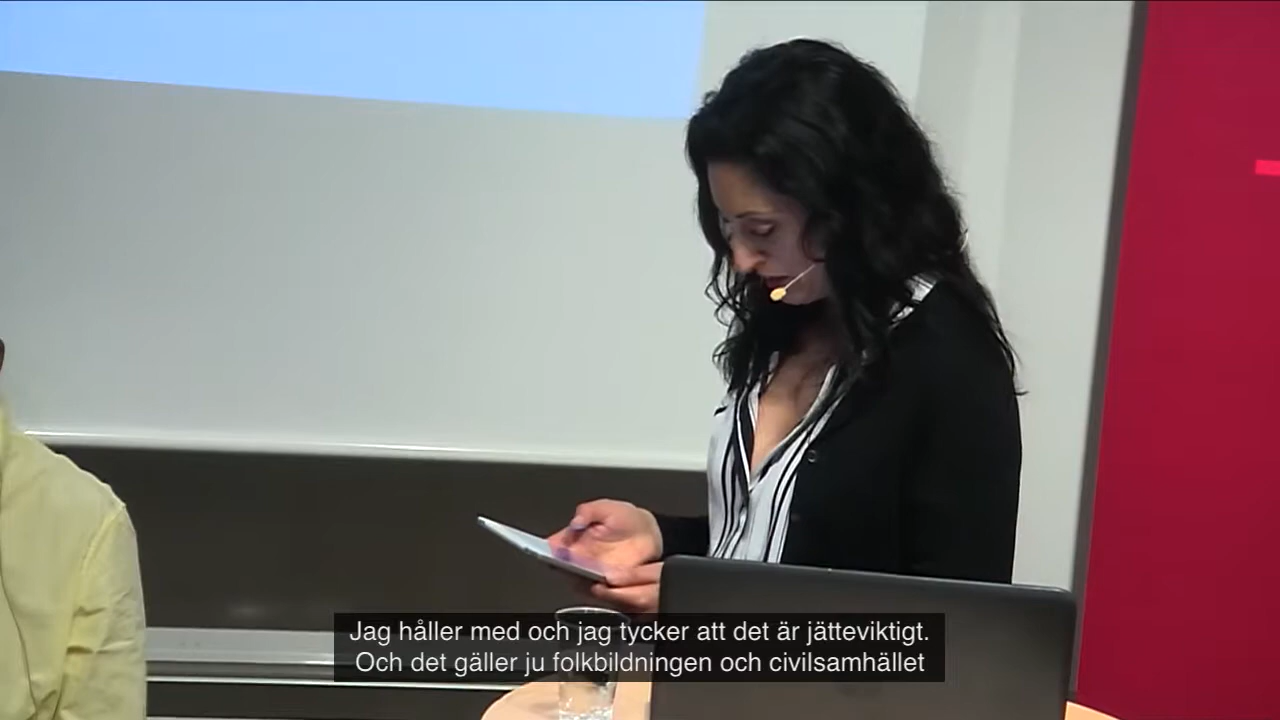 Jag håller med och jag tycker att det är jätteviktigt.
Och det gäller ju folkbildningen och civilsamhället